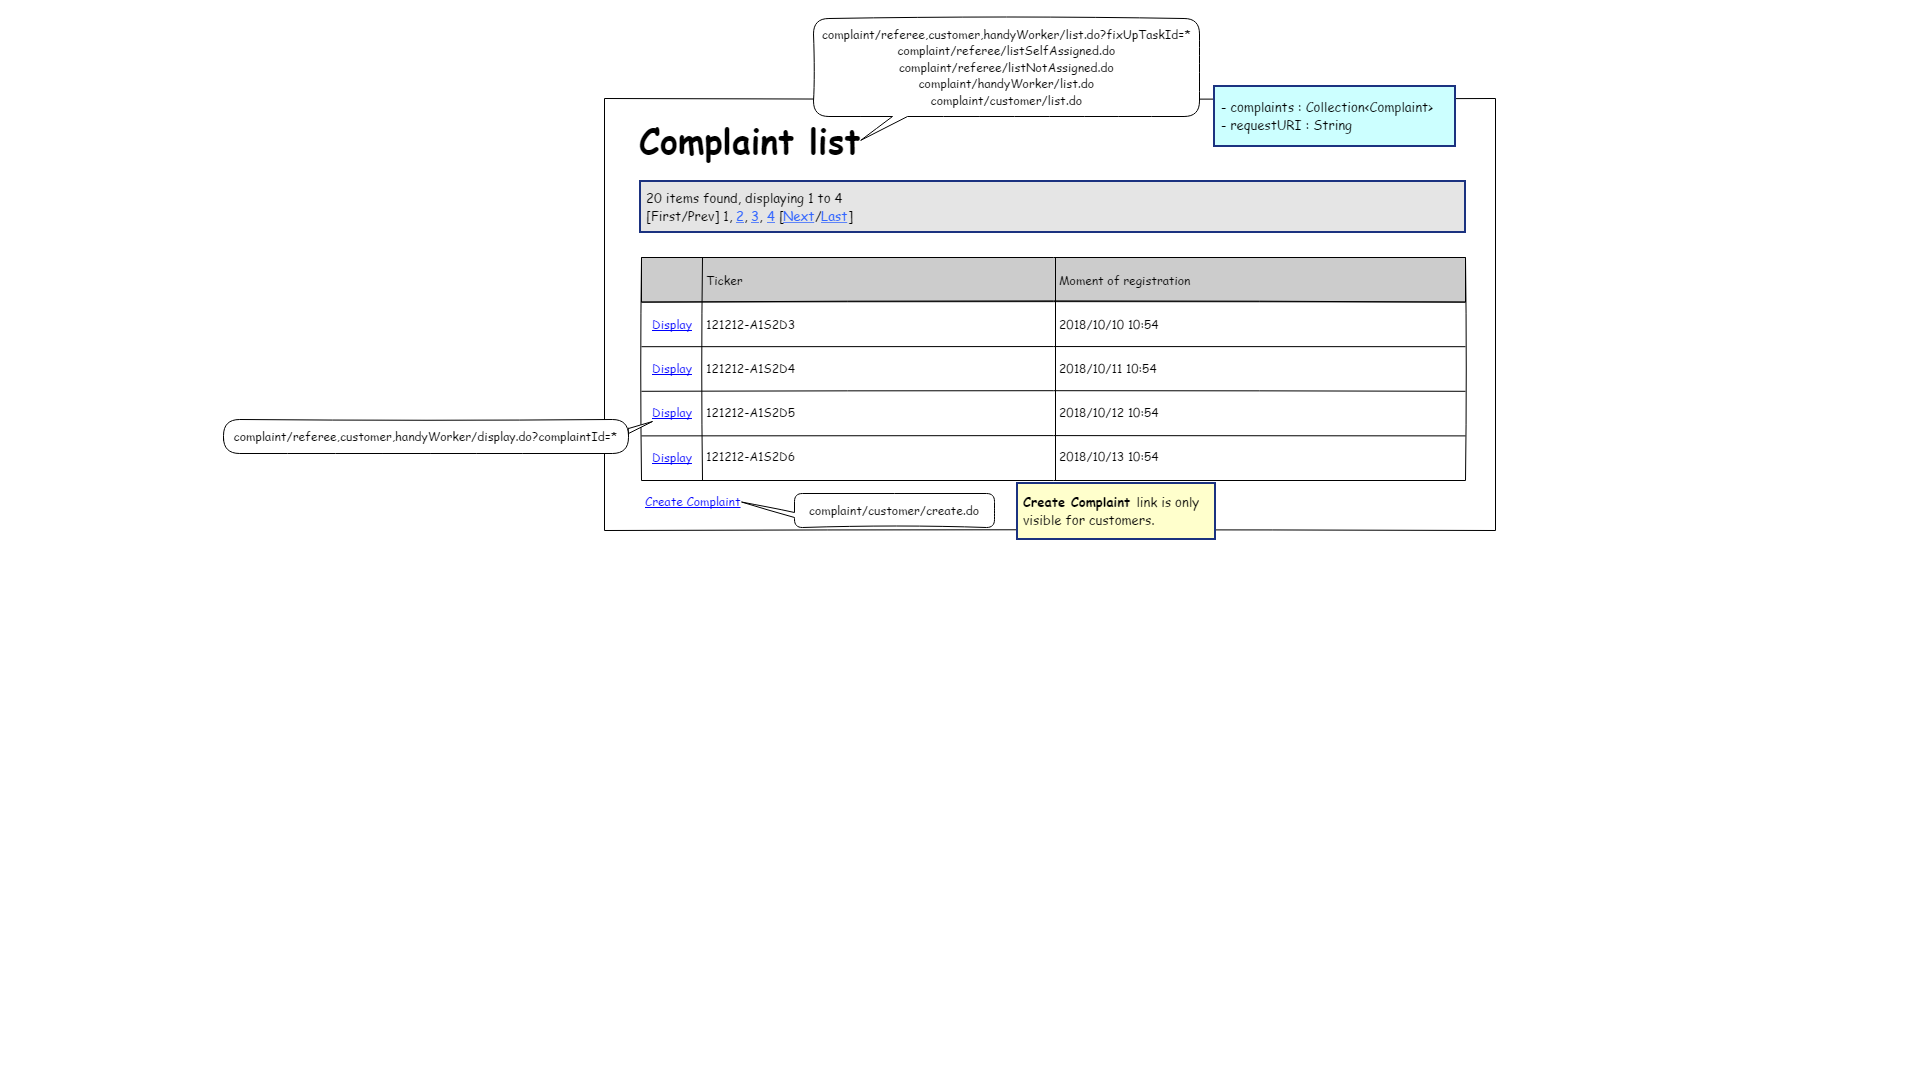 complaint/referee,customer,handyWorker/list.do?fixUpTaskId=*
complaint/referee/listSelfAssigned.do
complaint/referee/listNotAssigned.do
complaint/handyWorker/list.do
complaint/customer/list.do
- complaints : Collection<Complaint>
- requestURI : String
Complaint list
20 items found, displaying 1 to 4
[First/Prev] 1, 2, 3, 4 [Next/Last]
Ticker Moment of registration
Display 121212-A1S2D3 2018/10/10 10:54
Display 121212-A1S2D4 2018/10/11 10:54
Display 121212-A1S2D5 2018/10/12 10:54
complaint/referee,customer,handyWorker/display.do?complaintId=*
Display 121212-A1S2D6 2018/10/13 10:54
Create Complaint
complaint/customer/create.do
Create Complaint link is only
visible for customers.